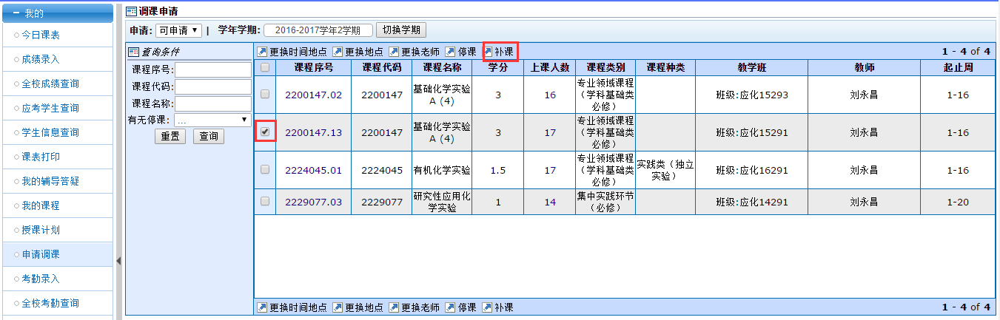 我的
今日课表
成绩录入
全校成绩查询
应考学生查询
学生信息查询
课表打印
我的辅导答疑
我的课程
授课计划
申请调课
考勤录入
全校考勤查询
调课申请
申请: 可申请 | 学年学期: 2016-2017学年2学期 切换学期
查询条件
课程序号:
课程代码:
课程名称:
有无停课: ...
重置 查询
更换时间地点 更换地点 更换老师 停课 补课 1 - 4 of 4
课程序号 课程代码 课程名称 学分 上课人数 课程类别 课程种类 教学班 教师 起止周
2200147.02 2200147 基础化学实验A (4) 3 16 专业领域课程（学科基础类必修） 班级:应化15293 刘永昌 1-16
2200147.13 2200147 基础化学实验A (4) 3 17 专业领域课程（学科基础类必修） 班级:应化15291 刘永昌 1-16
2224045.01 2224045 有机化学实验 1.5 17 专业领域课程（学科基础类必修） 实践类（独立实验） 班级:应化16291 刘永昌 1-16
2229077.03 2229077 研究性应用化学实验 1 14 集中实践环节（必修） 班级:应化14291 刘永昌 1-20
更换时间地点 更换地点 更换老师 停课 补课 1 - 4 of 4